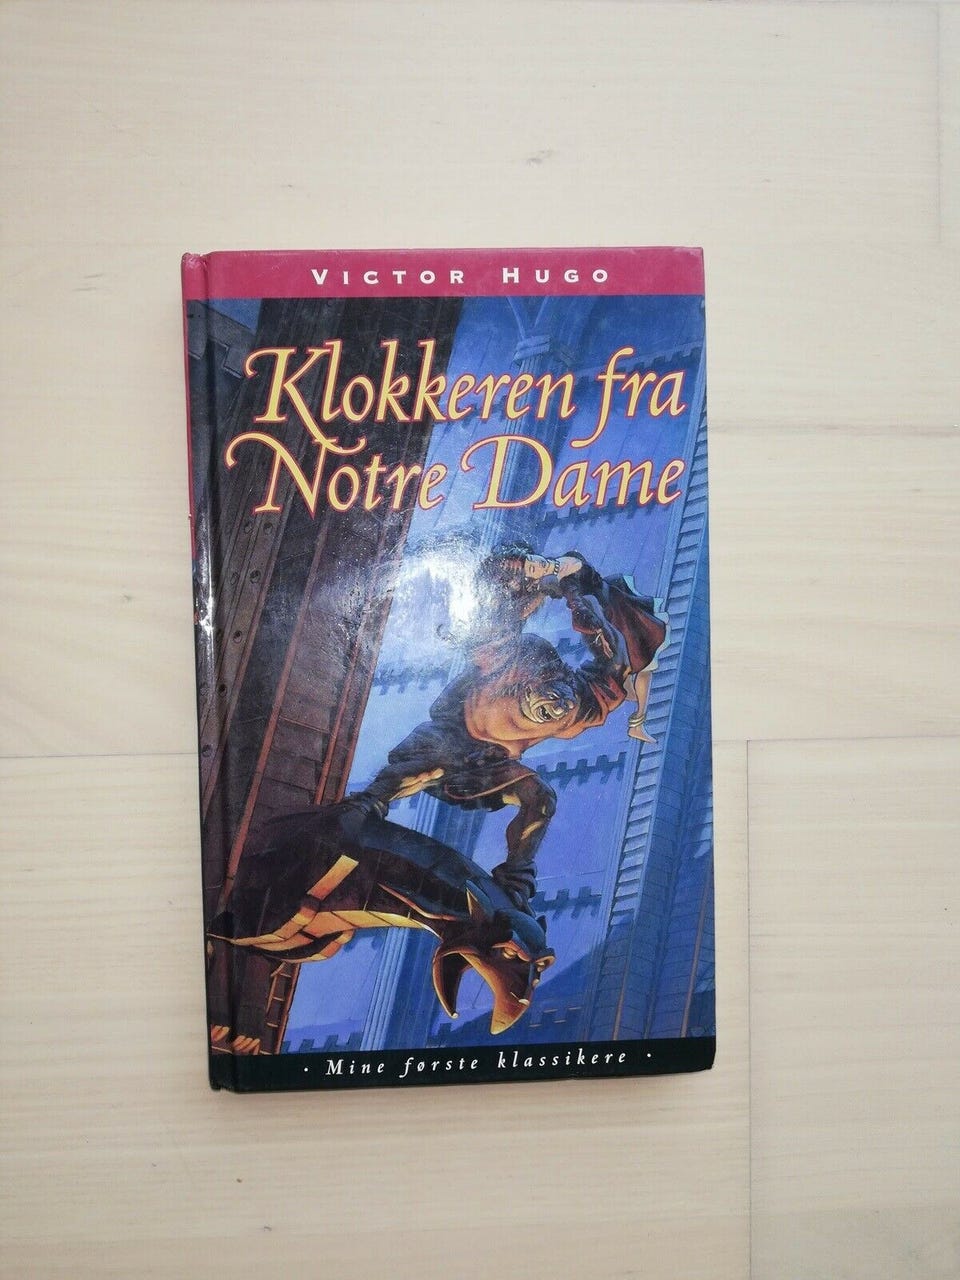 VICTOR HUGO
Klokkeren fra
Notre Dame
· Mine første klassikere ·